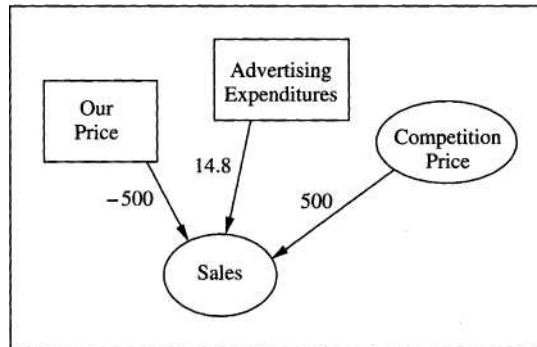 Advertising
Expenditures
Our
Price
Competition
Price
14.8
-500
500
Sales